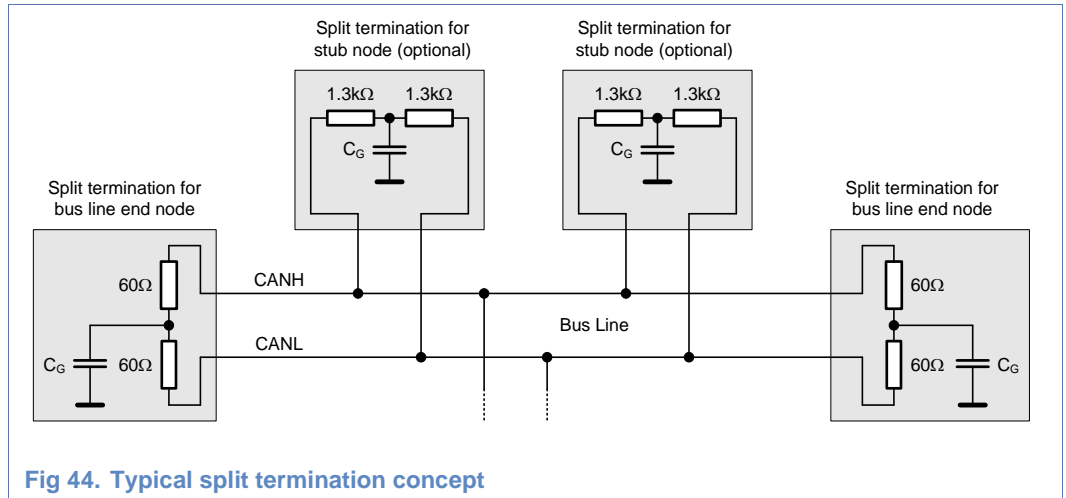 Split termination for
stub node (optional)
Split termination for
stub node (optional)
1.3kΩ 1.3kΩ
1.3kΩ 1.3kΩ
CG
CG
Split termination for
bus line end node
Split termination for
bus line end node
60Ω
CANH
60Ω
Bus Line
CG
60Ω
CANL
60Ω
CG
Fig 44. Typical split termination concept